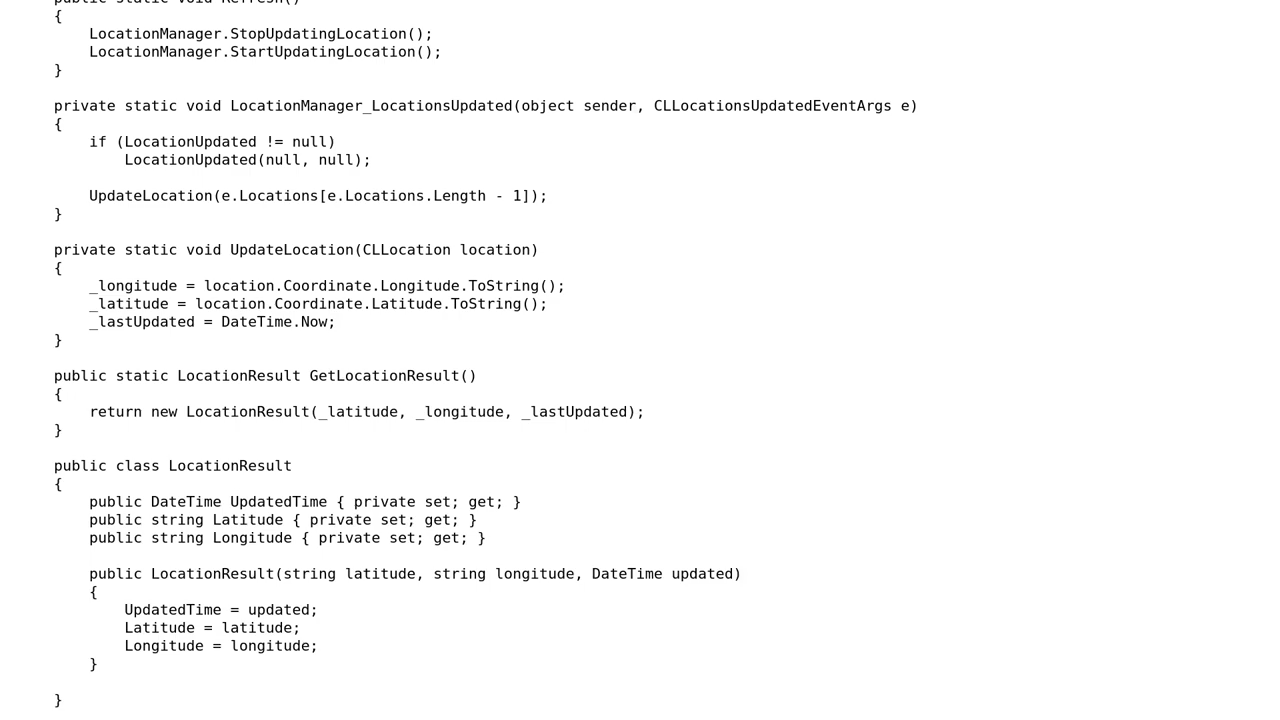 public static void Refresh()
{
    LocationManager.StopUpdatingLocation();
    LocationManager.StartUpdatingLocation();
}

private static void LocationManager_LocationsUpdated(object sender, CLLocationsUpdatedEventArgs e)
{
    if (LocationUpdated != null)
        LocationUpdated(null, null);

    UpdateLocation(e.Locations[e.Locations.Length - 1]);
}

private static void UpdateLocation(CLLocation location)
{
    _longitude = location.Coordinate.Longitude.ToString();
    _latitude = location.Coordinate.Latitude.ToString();
    _lastUpdated = DateTime.Now;
}

public static LocationResult GetLocationResult()
{
    return new LocationResult(_latitude, _longitude, _lastUpdated);
}

public class LocationResult
{
    public DateTime UpdatedTime { private set; get; }
    public string Latitude { private set; get; }
    public string Longitude { private set; get; }

    public LocationResult(string latitude, string longitude, DateTime updated)
    {
        UpdatedTime = updated;
        Latitude = latitude;
        Longitude = longitude;
    }

}